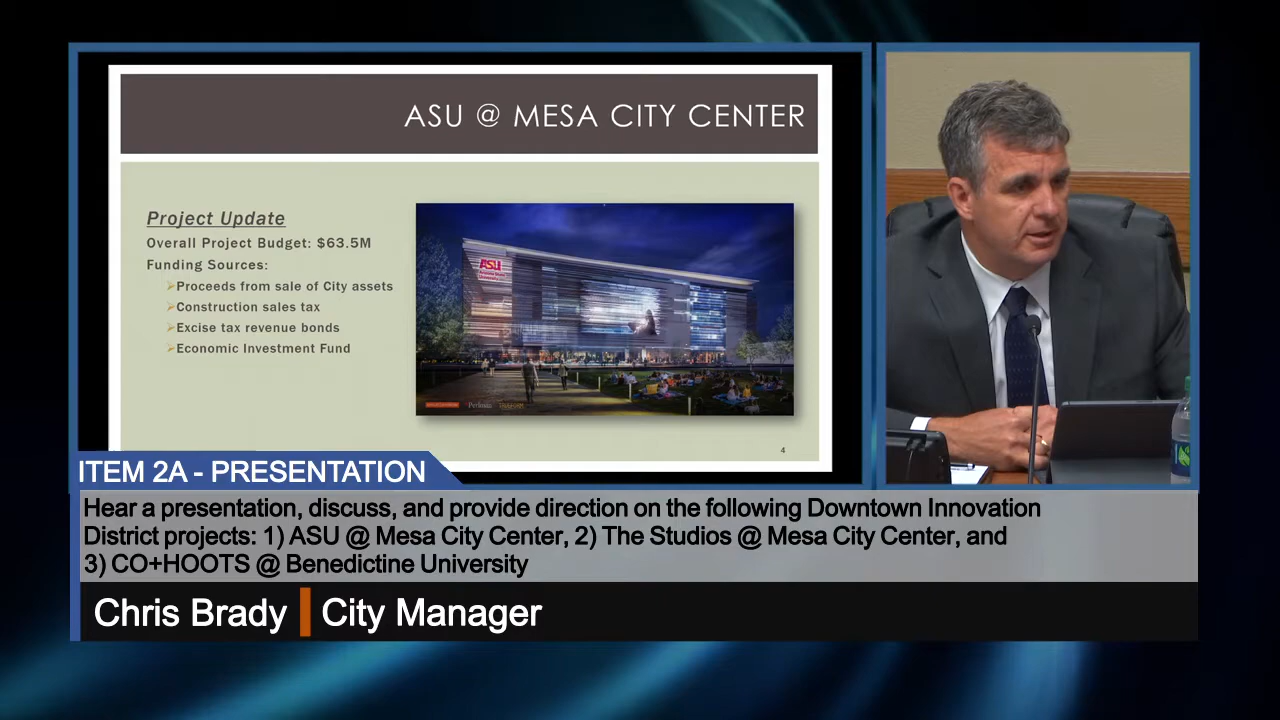 ASU @ MESA CITY CENTER
Project Update
Overall Project Budget: $63.5M
Funding Sources:
Proceeds from sale of City assets
Construction sales tax
Excise tax revenue bonds
Economic Investment Fund
ASU
4
ITEM 2A - PRESENTATION
Hear a presentation, discuss, and provide direction on the following Downtown Innovation
District projects: 1) ASU @ Mesa City Center, 2) The Studios @ Mesa City Center, and
3) CO+HOOTS @ Benedictine University
Chris Brady City Manager